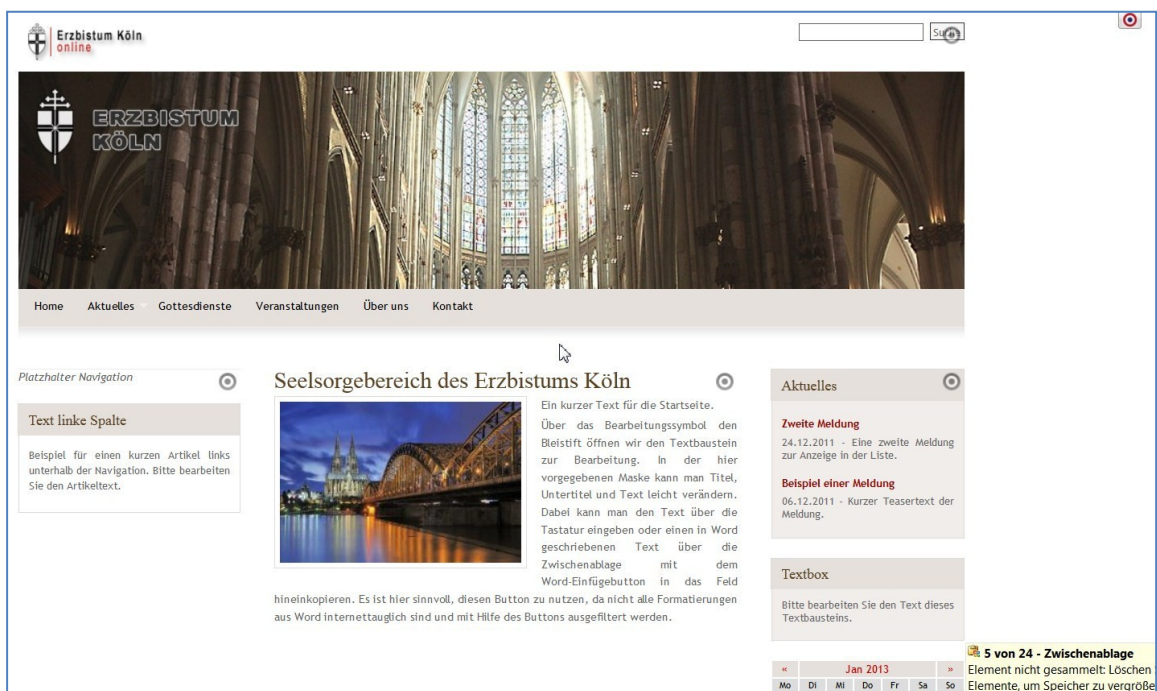 Erzbistum Köln
online
ERZBISTUM
KÖLN
Home Aktuelles Gottesdienste Veranstaltungen Über uns Kontakt
Platzhalter Navigation
Text linke Spalte
Beispiel für einen kurzen Artikel links
unterhalb der Navigation. Bitte bearbeiten
Sie den Artikeltext.
Seelsorgebereich des Erzbistums Köln
Ein kurzer Text für die Startseite.
Über das Bearbeitungssymbol den
Bleistift öffnen wir den Textbaustein
zur Bearbeitung. In der hier
vorgegebenen Maske kann man Titel,
Untertitel und Text leicht verändern.
Dabei kann man den Text über die
Tastatur eingeben oder einen in Word
geschriebenen Text über die
Zwischenablage mit dem
Word-Einfügebutton in das Feld
hineinkopieren. Es ist hier sinnvoll, diesen Button zu nutzen, da nicht alle Formatierungen
aus Word internettauglich sind und mit Hilfe des Buttons ausgefiltert werden.
Aktuelles
Zweite Meldung
24.12.2011 - Eine zweite Meldung
zur Anzeige in der Liste.
Beispiel einer Meldung
06.12.2011 - Kurzer Teasertext der
Meldung.
Textbox
Bitte bearbeiten Sie den Text dieses
Textbausteins.
« Jan 2013 »
Mo Di Mi Do Fr Sa So
5 von 24 - Zwischenablage
Element nicht gesammelt: Löschen
Elemente, um Speicher zu vergröße